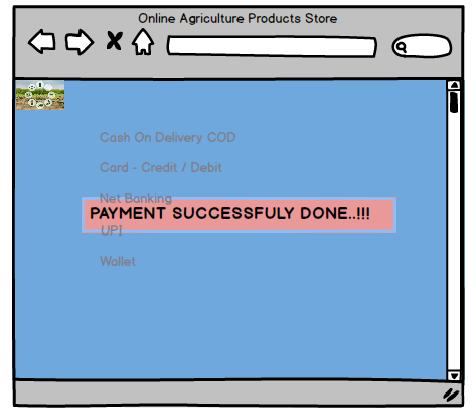 Online Agriculture Products Store
Cash On Delivery COD
Card - Credit / Debit
Net Banking
PAYMENT SUCCESSFULY DONE..!!!
UPI
Wallet